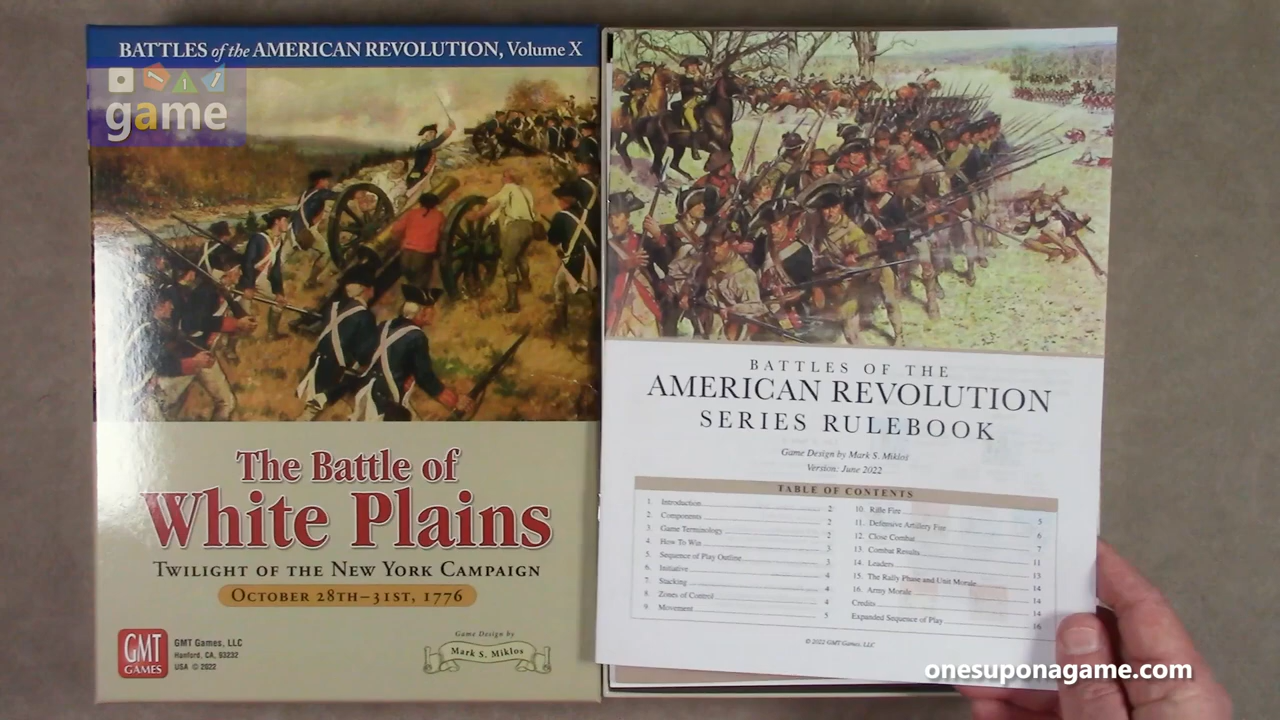 BATTLES of the AMERICAN REVOLUTION, Volume X
game
The Battle of
White Plains
TWILIGHT OF THE NEW YORK CAMPAIGN
OCTOBER 28TH–31ST, 1776
GMT
GAMES
GMT Games, LLC
Hanford, CA, 93232
USA © 2022
Game Design by
Mark S. Miklos
BATTLES OF THE
AMERICAN REVOLUTION
SERIES RULEBOOK
Game Design by Mark S. Miklos
Version: June 2022
TABLE OF CONTENTS
1. Introduction 2
2. Components 2
3. Game Terminology 2
4. How To Win 3
5. Sequence of Play Outline 3
6. Initiative 4
7. Stacking 4
8. Zones of Control 4
9. Movement 5
10. Rifle Fire 5
11. Defensive Artillery Fire 6
12. Close Combat 7
13. Combat Results 11
14. Leaders 13
15. The Rally Phase and Unit Morale 14
16. Army Morale 14
Credits 14
Expanded Sequence of Play 16
© 2022 GMT Games, LLC
onesuponagame.com